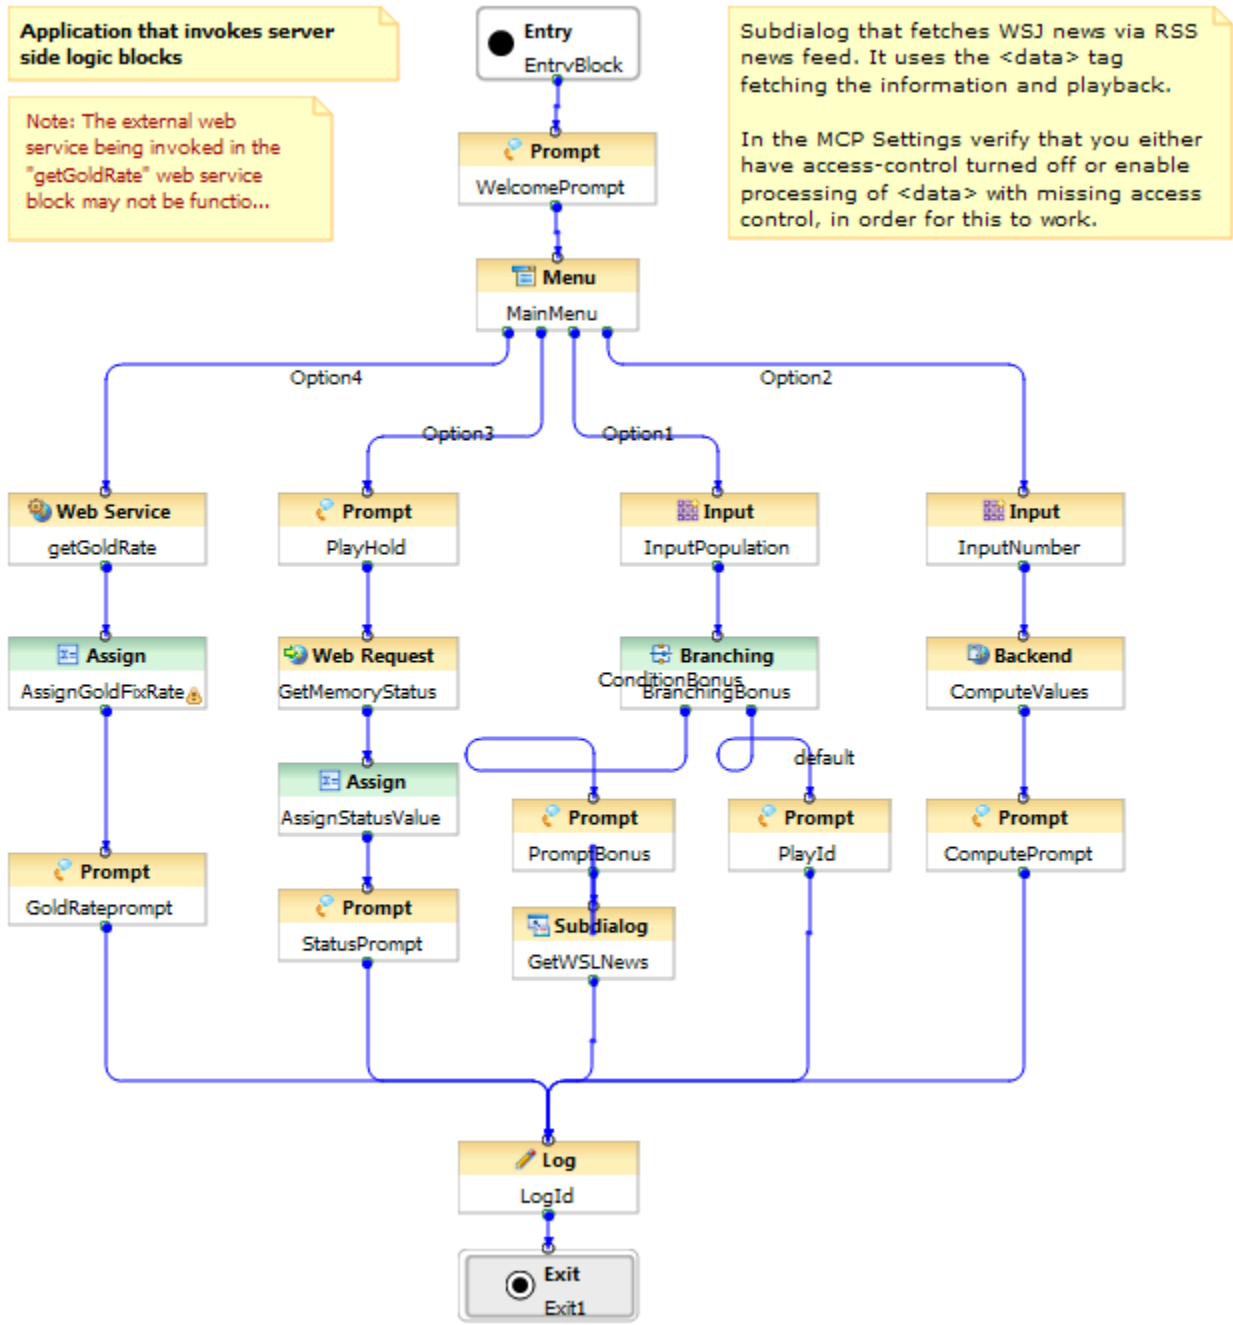 Application that invokes server
side logic blocks
Note: The external web
service being invoked in the
"getGoldRate" web service
block may not be functio...
Entry
EntryBlock
Subdialog that fetches WSJ news via RSS
news feed. It uses the <data> tag
fetching the information and playback.
In the MCP Settings verify that you either
have access-control turned off or enable
processing of <data> with missing access
control, in order for this to work.
Prompt
WelcomePrompt
Menu
MainMenu
Option4
Option2
Option3
Option1
Web Service
getGoldRate
Prompt
PlayHold
Input
InputPopulation
Input
InputNumber
Assign
AssignGoldFixRate
Web Request
GetMemoryStatus
Branching
ConditionBonus
BranchingBonus
Backend
ComputeValues
default
Assign
AssignStatusValue
Prompt
PromptBonus
Prompt
PlayId
Prompt
ComputePrompt
Prompt
GoldRateprompt
Prompt
StatusPrompt
Subdialog
GetWSLNews
Log
LogId
Exit
Exit1